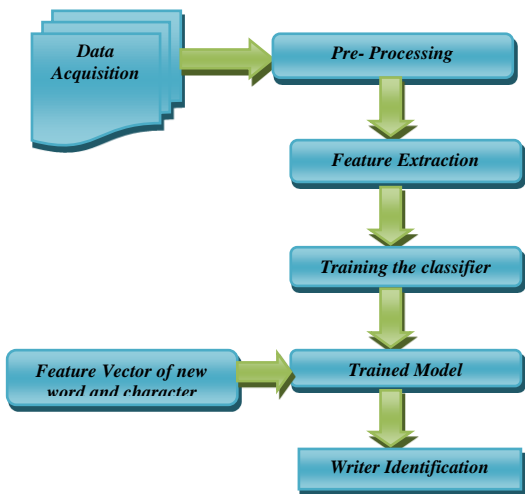 Data
Acquisition
Pre- Processing
Feature Extraction
Training the classifier
Feature Vector of new
word and character
Trained Model
Writer Identification